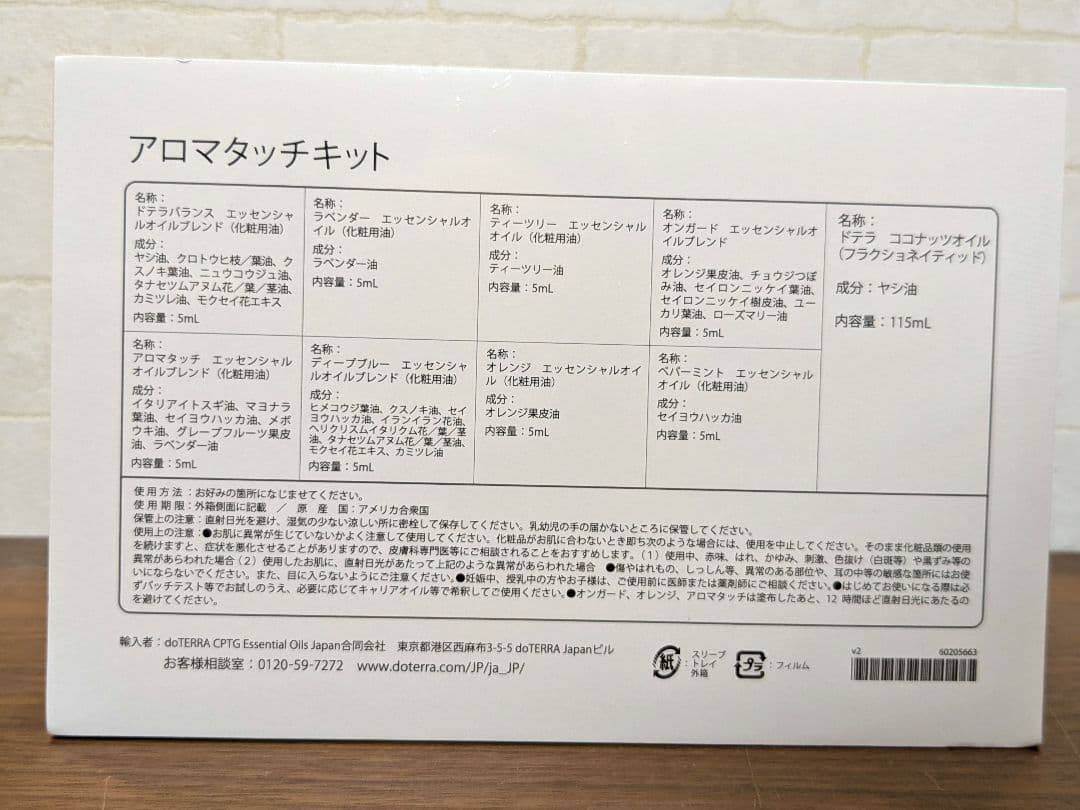 アロマタッチキット
名称：
ドテラバランス　エッセンシャ
ルオイルブレンド（化粧用油）
成分：
ヤシ油、クロトウヒ枝／葉油、ク
スノキ葉油、ニュウコウジュ油、
タナセツムアヌム花／葉／茎油、
カミツレ油、モクセイ花エキス
内容量：5mL
名称：
ラベンダー　エッセンシャルオ
イル（化粧用油）
成分：
ラベンダー油
内容量：5mL
名称：
ティーツリー　エッセンシャル
オイル（化粧用油）
成分：
ティーツリー油
内容量：5mL
名称：
オンガード　エッセンシャルオ
イルブレンド
成分：
オレンジ果皮油、チョウジつぼ
み油、セイロンニッケイ葉油、
セイロンニッケイ樹皮油、ユー
カリ葉油、ローズマリー油
内容量：5mL
名称：
ドテラ　ココナッツオイル
（フラクショネイティッド）
成分：ヤシ油
内容量：115mL
名称：
アロマタッチ　エッセンシャル
オイルブレンド（化粧用油）
成分：
イタリアイトスギ油、マヨナラ
葉油、セイヨウハッカ油、メボ
ウキ油、グレープフルーツ果皮
油、ラベンダー油
内容量：5mL
名称：
ディープブルー　エッセンシャ
ルオイルブレンド（化粧用油）
成分：
ヒメコウジ葉油、クスノキ油、セイ
ヨウハッカ油、イランイラン花油、
ヘリクリスムイタリクム花／葉／茎
油、タナセツムアヌム花／葉／茎油、
モクセイ花エキス、カミツレ油
内容量：5mL
名称：
オレンジ　エッセンシャルオイ
ル（化粧用油）
成分：
オレンジ果皮油
内容量：5mL
名称：
ペパーミント　エッセンシャル
オイル（化粧用油）
成分：
セイヨウハッカ油
内容量：5mL
使用方法：お好みの箇所になじませてください。
使用期限：外箱側面に記載　／　原産国：アメリカ合衆国
保管上の注意：直射日光を避け、湿気の少ない涼しい所に密栓して保存してください。乳幼児の手の届かないところに保管してください。
使用上の注意：●お肌に異常が生じていないかよく注意して使用してください。化粧品がお肌に合わないとき即ち次のような場合には、使用を中止してください。そのまま化粧品類の使用
を続けますと、症状を悪化させることがありますので、皮膚科専門医等にご相談されることをおすすめします。（1）使用中、赤味、はれ、かゆみ、刺激、色抜け（白斑等）や黒ずみ等の
異常があらわれた場合（2）使用したお肌に、直射日光があたって上記のような異常があらわれた場合　●傷やはれもの、しっしん等、異常のある部位や、耳の中等の敏感な箇所にはお使
いにならないでください。また、目に入らないようにご注意ください。●妊娠中、授乳中の方やお子様は、ご使用前に医師または薬剤師にご相談ください。●はじめてお使いになる際は必
ずパッチテスト等でお試しのうえ、必要に応じてキャリアオイル等で希釈してご使用ください。●オンガード、オレンジ、アロマタッチは塗布したあと、12 時間ほど直射日光にあたるの
を避けてください。
輸入者：doTERRA CPTG Essential Oils Japan合同会社　東京都港区西麻布3-5-5 doTERRA Japanビル
お客様相談室：0120-59-7272　www.doterra.com/JP/ja_JP/
紙：スリーブ
トレイ
外箱
プラ：フィルム
v2 60205663